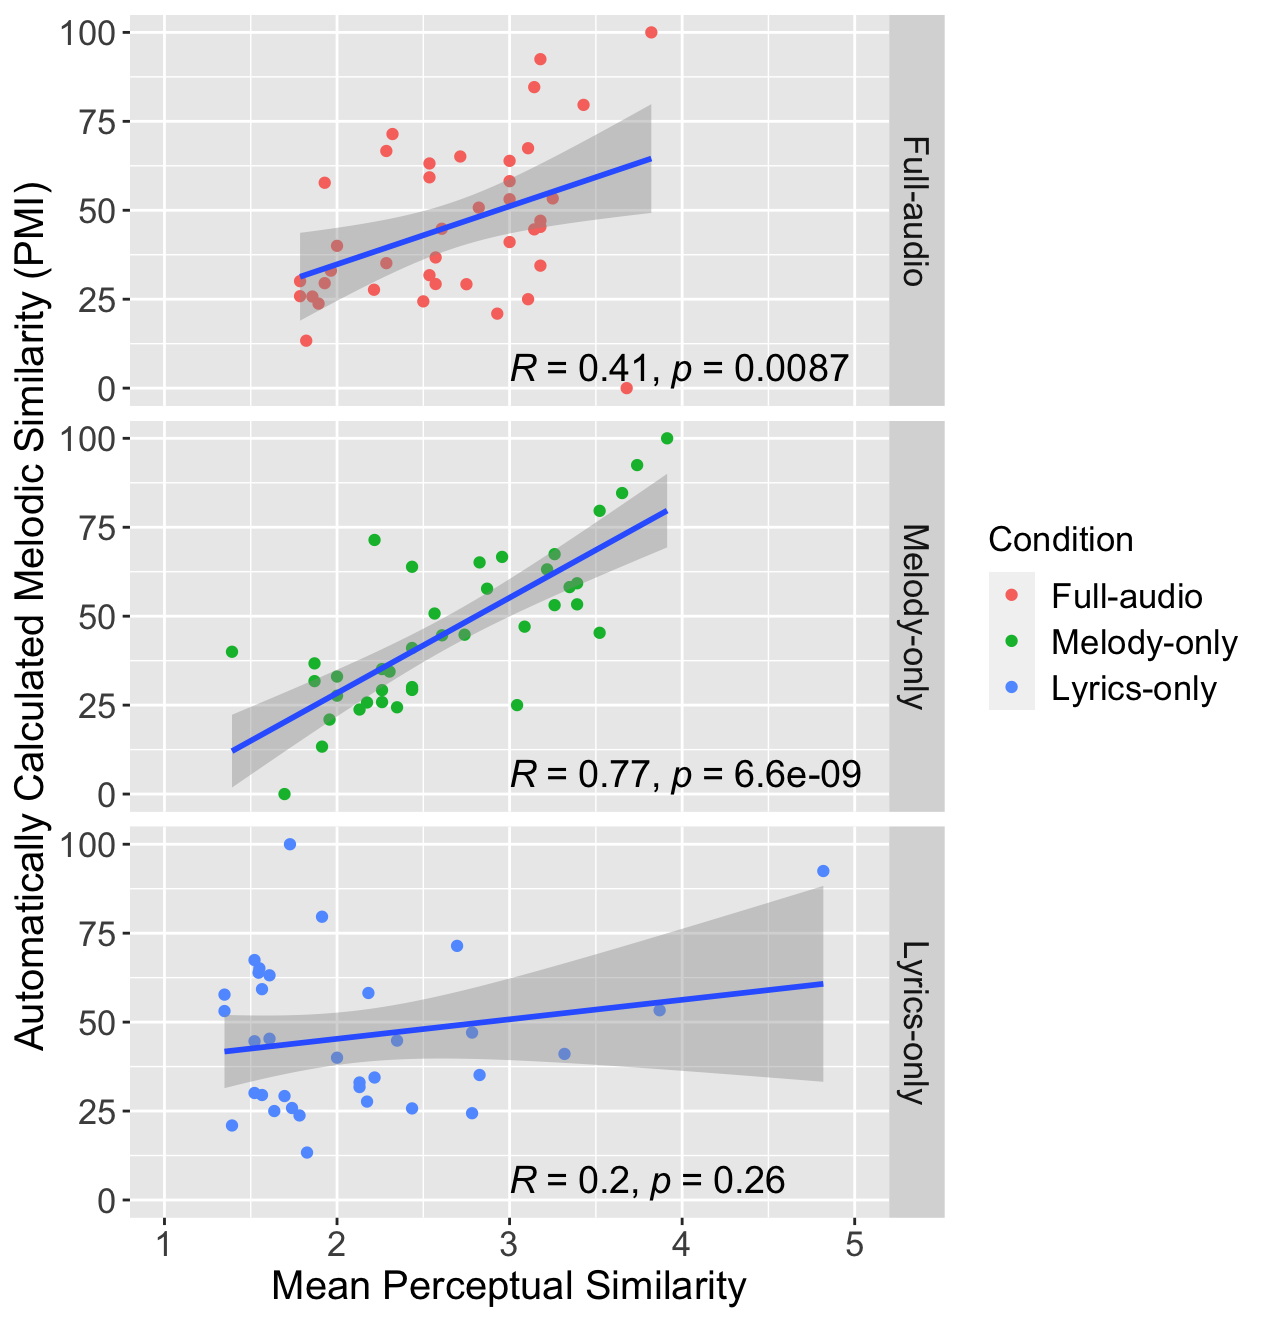 Automatically Calculated Melodic Similarity (PMI)
100
75
50
25
0
R = 0.41, p = 0.0087
Full-audio
100
75
50
25
0
R = 0.77, p = 6.6e-09
Melody-only
100
75
50
25
0
R = 0.2, p = 0.26
Lyrics-only
1 2 3 4 5
Mean Perceptual Similarity
Condition
Full-audio
Melody-only
Lyrics-only